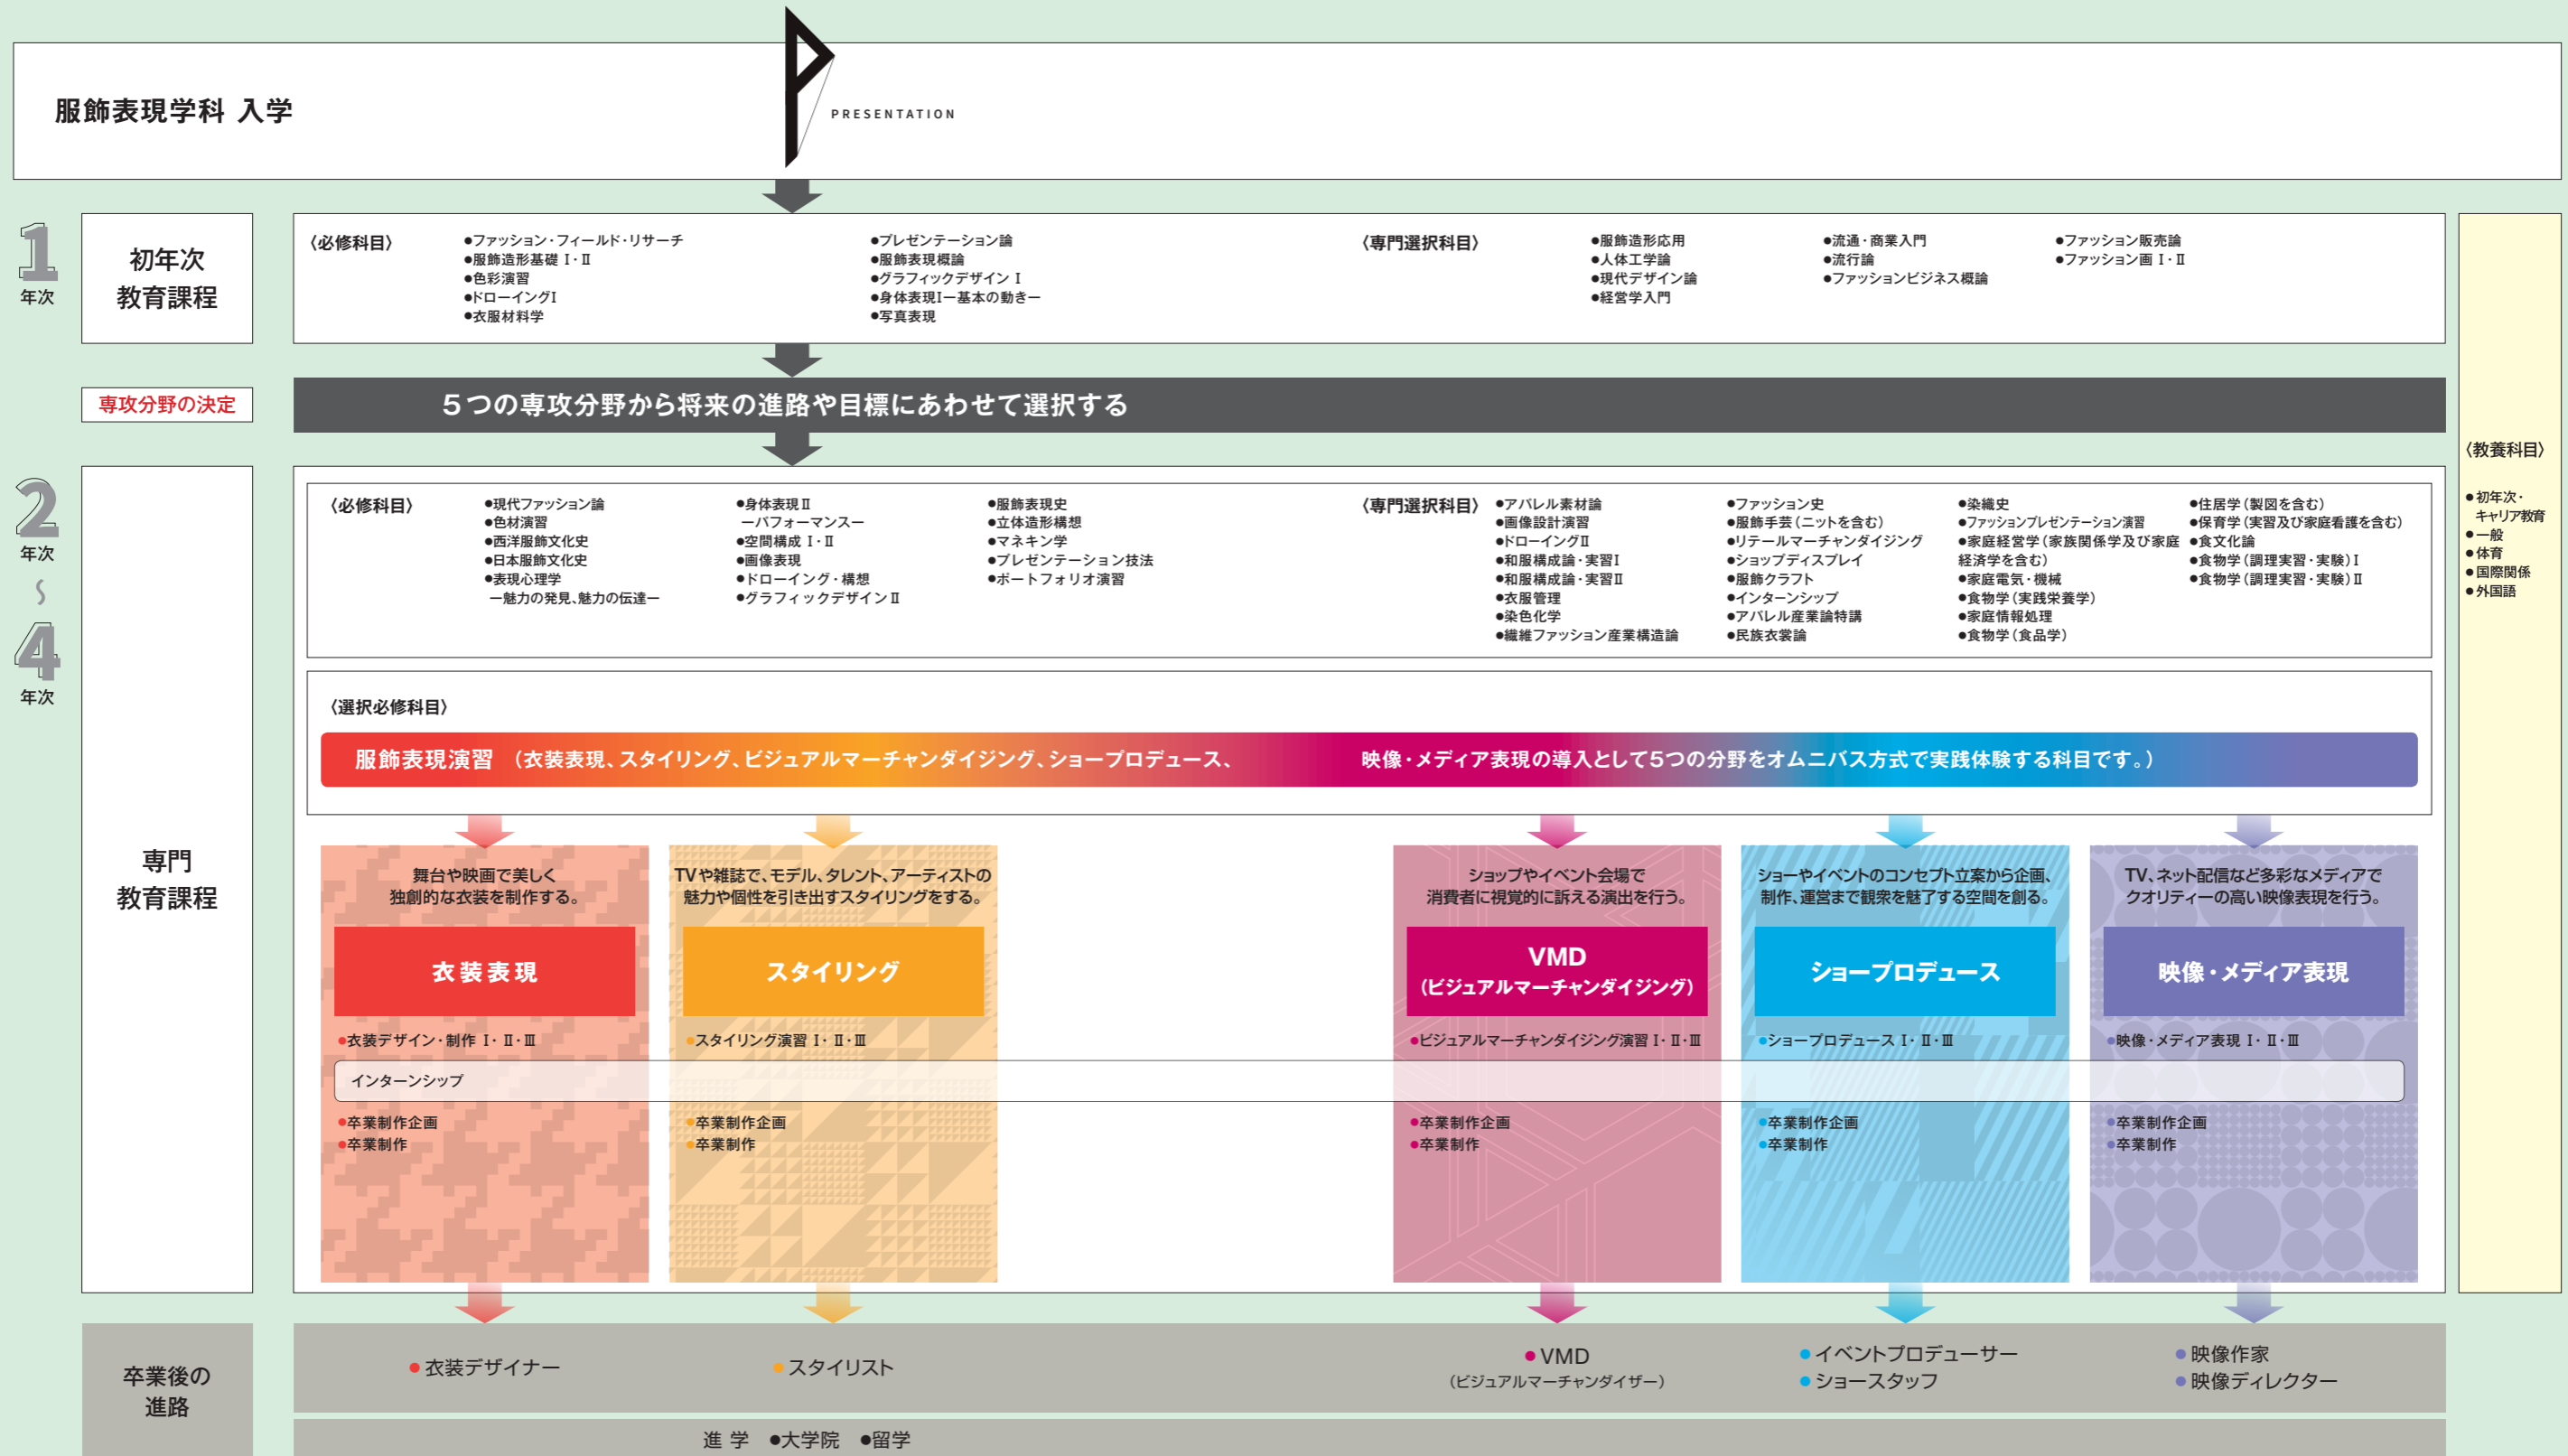 服飾表現学科 入学
PRESENTATION
1
年次
初年次
教育課程
〈必修科目〉
●ファッション・フィールド・リサーチ
●服飾造形基礎 Ⅰ・Ⅱ
●色彩演習
●ドローイングⅠ
●衣服材料学
●プレゼンテーション論
●服飾表現概論
●グラフィックデザイン Ⅰ
●身体表現Ⅰー基本の動きー
●写真表現
〈専門選択科目〉
●服飾造形応用
●人体工学論
●現代デザイン論
●経営学入門
●流通・商業入門
●流行論
●ファッションビジネス概論
●ファッション販売論
●ファッション画 Ⅰ・Ⅱ
専攻分野の決定
5つの専攻分野から将来の進路や目標にあわせて選択する
2
年次
〜
4
年次
専門
教育課程
〈必修科目〉
●現代ファッション論
●色材演習
●西洋服飾文化史
●日本服飾文化史
●表現心理学
ー魅力の発見、魅力の伝達ー
●身体表現Ⅱ
ーパフォーマンスー
●空間構成 Ⅰ・Ⅱ
●画像表現
●ドローイング・構想
●グラフィックデザインⅡ
●服飾表現史
●立体造形構想
●マネキン学
●プレゼンテーション技法
●ポートフォリオ演習
〈専門選択科目〉
●アパレル素材論
●画像設計演習
●ドローイングⅡ
●和服構成論・実習Ⅰ
●和服構成論・実習Ⅱ
●衣服管理
●染色化学
●繊維ファッション産業構造論
●ファッション史
●服飾手芸（ニットを含む）
●リテールマーチャンダイジング
●ショップディスプレイ
●服飾クラフト
●インターンシップ
●アパレル産業論特講
●民族衣裳論
●染織史
●ファッションプレゼンテーション演習
●家庭経営学（家族関係学及び家庭
経済学を含む）
●家庭電気・機械
●食物学（実践栄養学）
●家庭情報処理
●食物学（食品学）
●住居学（製図を含む）
●保育学（実習及び家庭看護を含む）
●食文化論
●食物学（調理実習・実験）Ⅰ
●食物学（調理実習・実験）Ⅱ
〈選択必修科目〉
服飾表現演習 （衣装表現、スタイリング、ビジュアルマーチャンダイジング、ショープロデュース、 映像・メディア表現の導入として5つの分野をオムニバス方式で実践体験する科目です。）
舞台や映画で美しく
独創的な衣装を制作する。
衣装表現
●衣装デザイン・制作 Ⅰ・Ⅱ・Ⅲ
TVや雑誌で、モデル、タレント、アーティストの
魅力や個性を引き出すスタイリングをする。
スタイリング
●スタイリング演習 Ⅰ・Ⅱ・Ⅲ
ショップやイベント会場で
消費者に視覚的に訴える演出を行う。
VMD
（ビジュアルマーチャンダイジング）
●ビジュアルマーチャンダイジング演習 Ⅰ・Ⅱ・Ⅲ
ショーやイベントのコンセプト立案から企画、
制作、運営まで観衆を魅了する空間を創る。
ショープロデュース
●ショープロデュース Ⅰ・Ⅱ・Ⅲ
TV、ネット配信など多彩なメディアで
クオリティーの高い映像表現を行う。
映像・メディア表現
●映像・メディア表現 Ⅰ・Ⅱ・Ⅲ
インターンシップ
●卒業制作企画
●卒業制作
●卒業制作企画
●卒業制作
●卒業制作企画
●卒業制作
●卒業制作企画
●卒業制作
●卒業制作企画
●卒業制作
〈教養科目〉
●初年次・
キャリア教育
●一般
●体育
●国際関係
●外国語
卒業後の
進路
●衣装デザイナー
●スタイリスト
●VMD
（ビジュアルマーチャンダイザー）
●イベントプロデューサー
●ショースタッフ
●映像作家
●映像ディレクター
進 学 ●大学院 ●留学